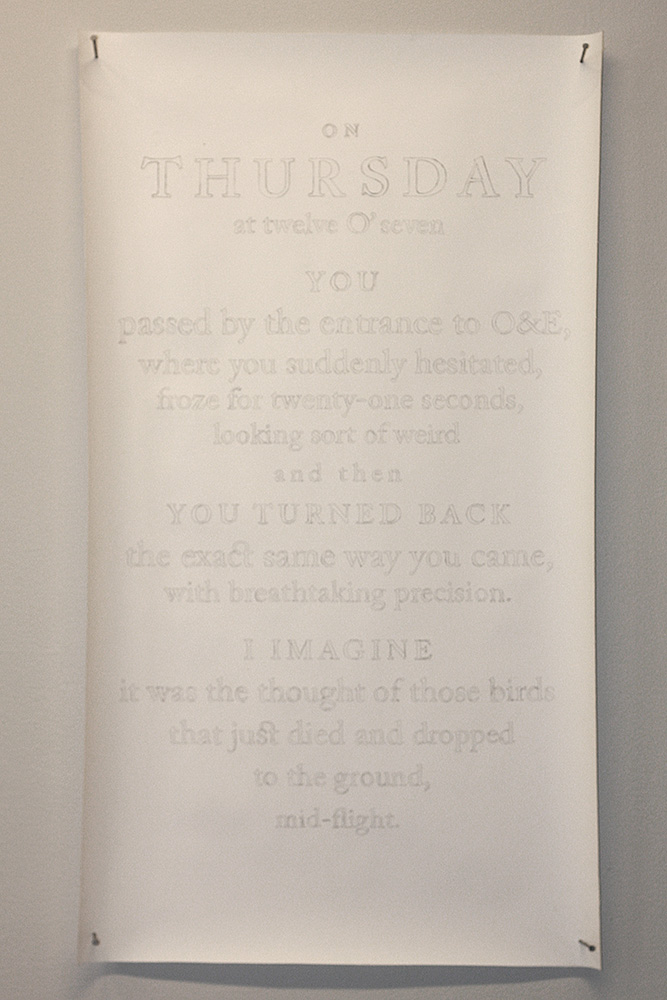 ON
THURSDAY
at twelve O' seven
YOU
passed by the entrance to O&E,
where you suddenly hesitated,
froze for twenty-one seconds,
looking sort of weird
and then
YOU TURNED BACK
the exact same way you came,
with breathtaking precision.
I IMAGINE
it was the thought of those birds
that just died and dropped
to the ground,
mid-flight.